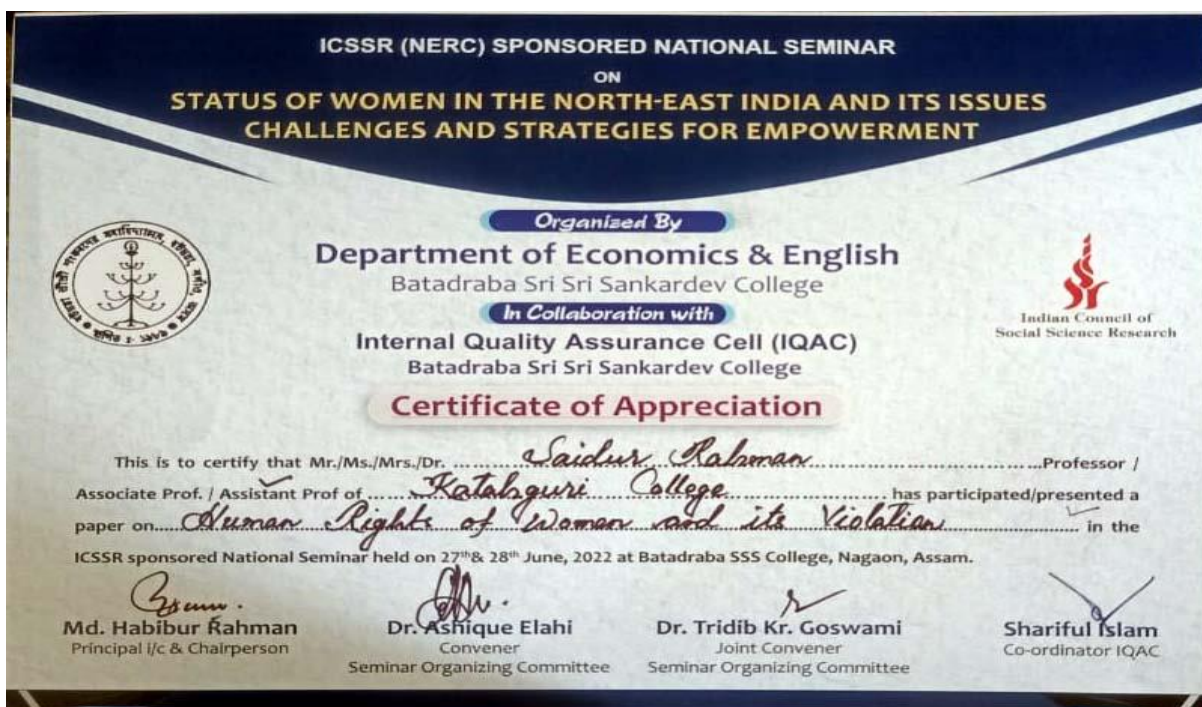 ICSSR (NERC) SPONSORED NATIONAL SEMINAR
ON
STATUS OF WOMEN IN THE NORTH-EAST INDIA AND ITS ISSUES
CHALLENGES AND STRATEGIES FOR EMPOWERMENT
Organized By
Department of Economics & English
Batadraba Sri Sri Sankardev College
In Collaboration with
Internal Quality Assurance Cell (IQAC)
Batadraba Sri Sri Sankardev College
Indian Council of
Social Science Research
Certificate of Appreciation
This is to certify that Mr./Ms./Mrs./Dr. ..... Saidur Rahman ..... Professor /
Associate Prof. / Assistant Prof of ..... Katahguri College ..... has participated/presented a
paper on ..... Human Rights of Woman and its Violation ..... in the
ICSSR sponsored National Seminar held on 27th & 28th June, 2022 at Batadraba SSS College, Nagaon, Assam.
Md. Habibur Rahman
Principal i/c & Chairperson
Dr. Ashique Elahi
Convener
Seminar Organizing Committee
Dr. Tridib Kr. Goswami
Joint Convener
Seminar Organizing Committee
Shariful Islam
Co-ordinator IQAC